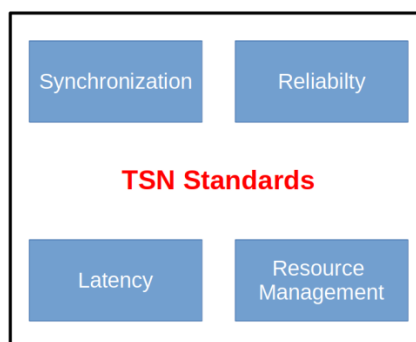 Synchronization
Reliabilty
TSN Standards
Latency
Resource
Management